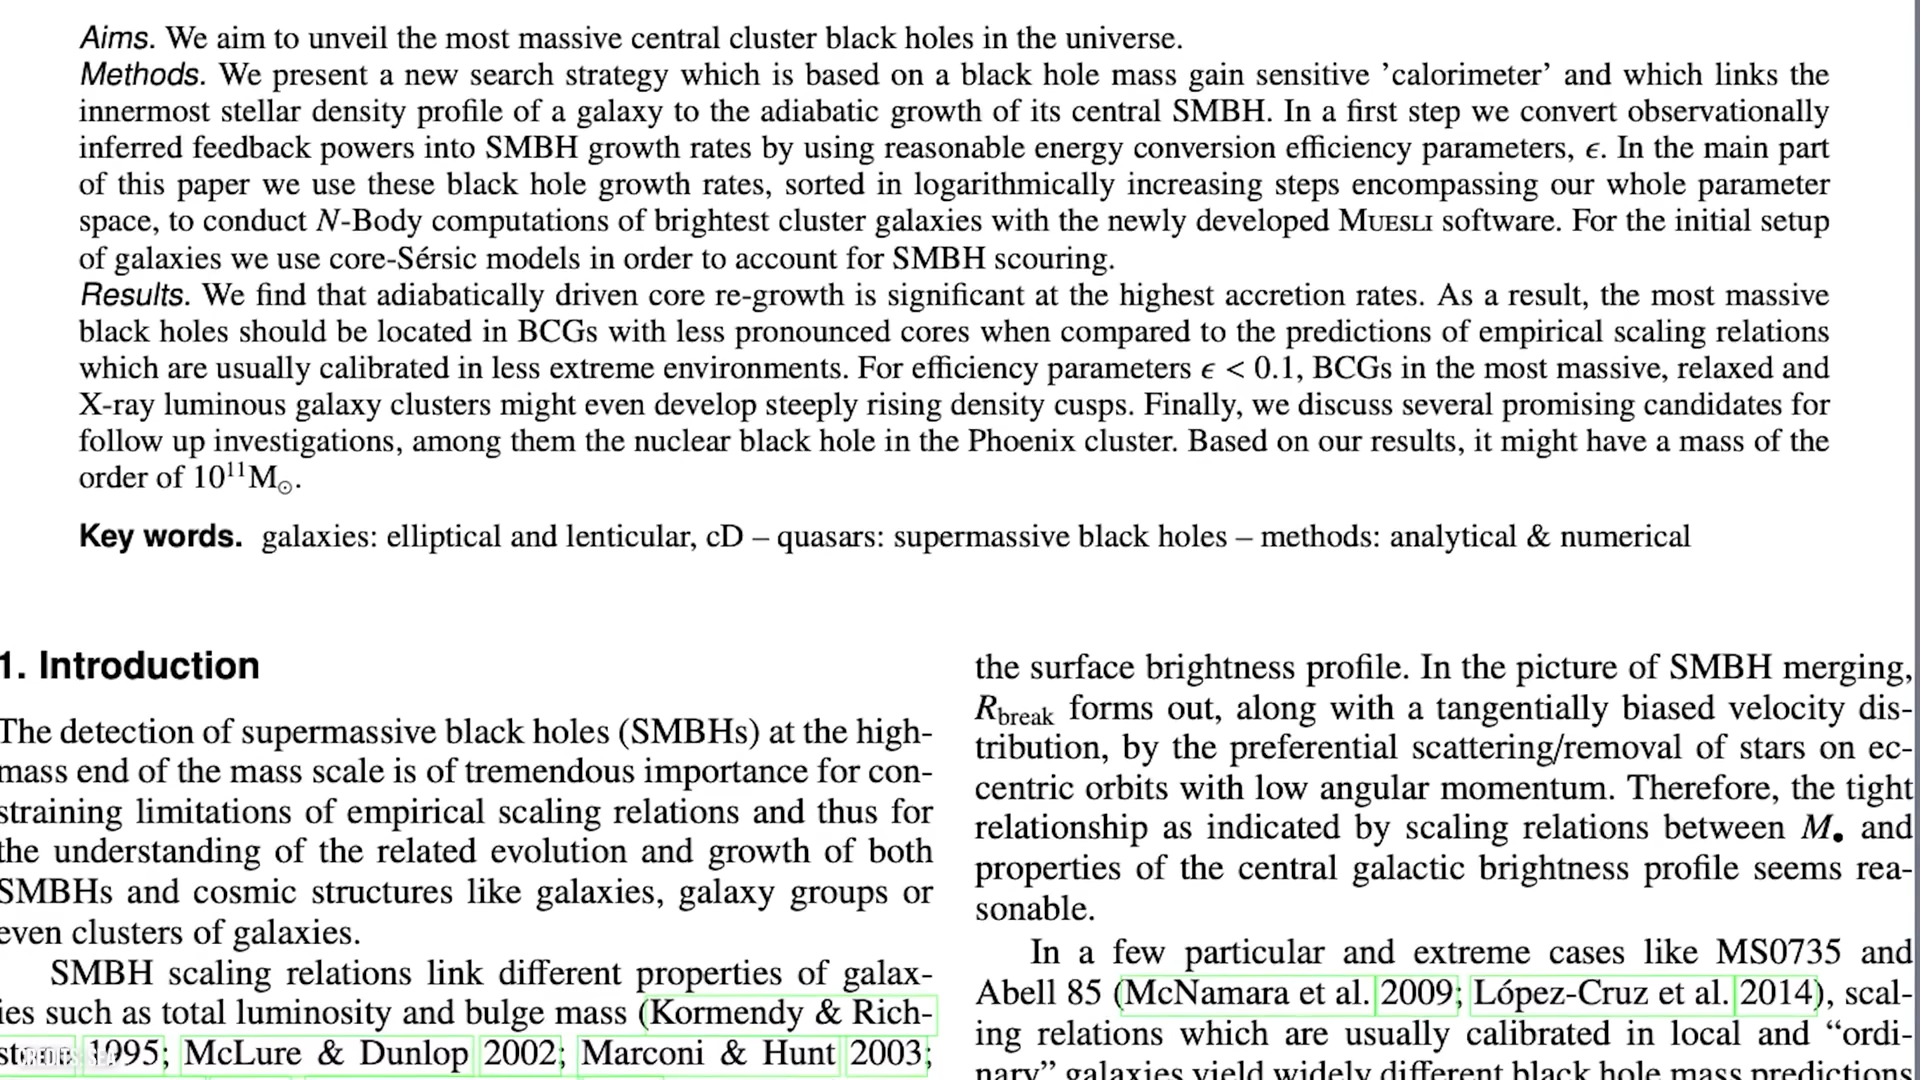 Aims. We aim to unveil the most massive central cluster black holes in the universe.
Methods. We present a new search strategy which is based on a black hole mass gain sensitive ’calorimeter’ and which links the
innermost stellar density profile of a galaxy to the adiabatic growth of its central SMBH. In a first step we convert observationally
inferred feedback powers into SMBH growth rates by using reasonable energy conversion efficiency parameters, ϵ. In the main part
of this paper we use these black hole growth rates, sorted in logarithmically increasing steps encompassing our whole parameter
space, to conduct N-Body computations of brightest cluster galaxies with the newly developed MUESLI software. For the initial setup
of galaxies we use core-Sérsic models in order to account for SMBH scouring.
Results. We find that adiabatically driven core re-growth is significant at the highest accretion rates. As a result, the most massive
black holes should be located in BCGs with less pronounced cores when compared to the predictions of empirical scaling relations
which are usually calibrated in less extreme environments. For efficiency parameters ϵ < 0.1, BCGs in the most massive, relaxed and
X-ray luminous galaxy clusters might even develop steeply rising density cusps. Finally, we discuss several promising candidates for
follow up investigations, among them the nuclear black hole in the Phoenix cluster. Based on our results, it might have a mass of the
order of 10¹¹M⊙.
Key words. galaxies: elliptical and lenticular, cD – quasars: supermassive black holes – methods: analytical & numerical
1. Introduction
The detection of supermassive black holes (SMBHs) at the high-
mass end of the mass scale is of tremendous importance for con-
straining limitations of empirical scaling relations and thus for
the understanding of the related evolution and growth of both
SMBHs and cosmic structures like galaxies, galaxy groups or
even clusters of galaxies.
SMBH scaling relations link different properties of galax-
ies such as total luminosity and bulge mass (Kormendy & Rich-
1995; McLure & Dunlop 2002; Marconi & Hunt 2003;
the surface brightness profile. In the picture of SMBH merging,
Rbreak forms out, along with a tangentially biased velocity dis-
tribution, by the preferential scattering/removal of stars on ec-
centric orbits with low angular momentum. Therefore, the tight
relationship as indicated by scaling relations between M• and
properties of the central galactic brightness profile seems rea-
sonable.
In a few particular and extreme cases like MS0735 and
Abell 85 (McNamara et al. 2009; López-Cruz et al. 2014), scal-
ing relations which are usually calibrated in local and “ordi-
nary” galaxies yield widely different black hole mass predictions